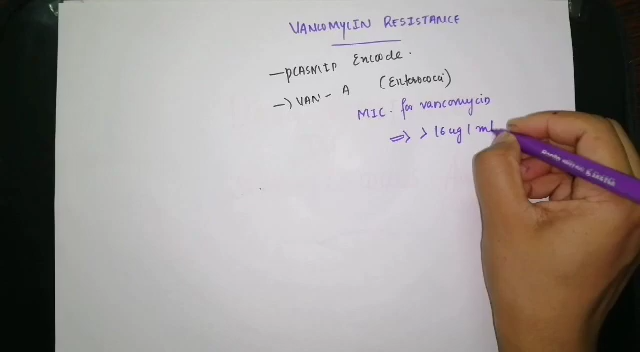 VANCOMYCIN RESISTANCE
— PLASMID Encode.
→ VAN - A (Enterococci)
MIC. for vancomycin
⇒ > 16 ug / ml